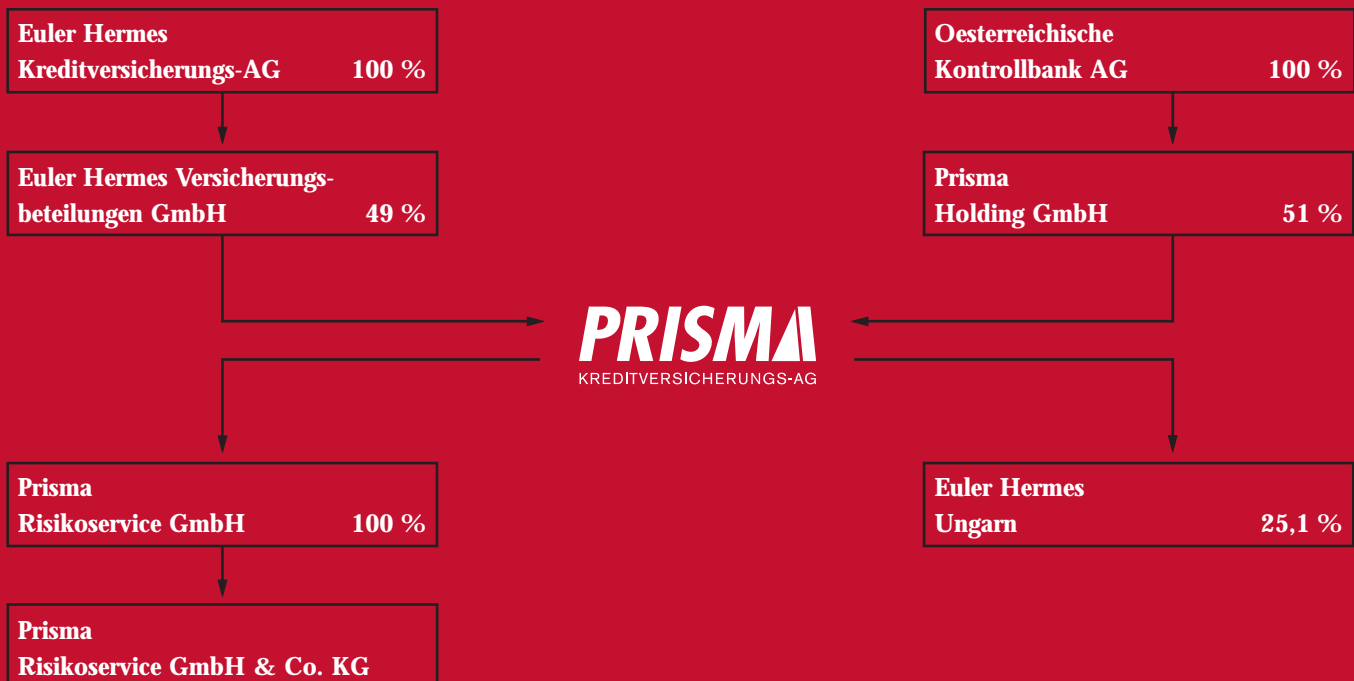 Euler Hermes
Kreditversicherungs-AG 100 %
Oesterreichische
Kontrollbank AG 100 %
Euler Hermes Versicherungs-
beteilungen GmbH 49 %
Prisma
Holding GmbH 51 %
PRISMA
KREDITVERSICHERUNGS-AG
Prisma
Risikoservice GmbH 100 %
Euler Hermes
Ungarn 25,1 %
Prisma
Risikoservice GmbH & Co. KG